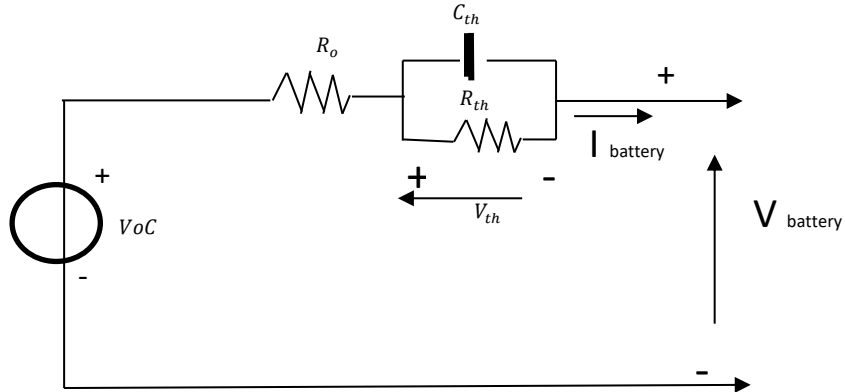 C_th
R_o
R_th
+
I battery
+ -
V_th
+
VoC
V battery
-
-